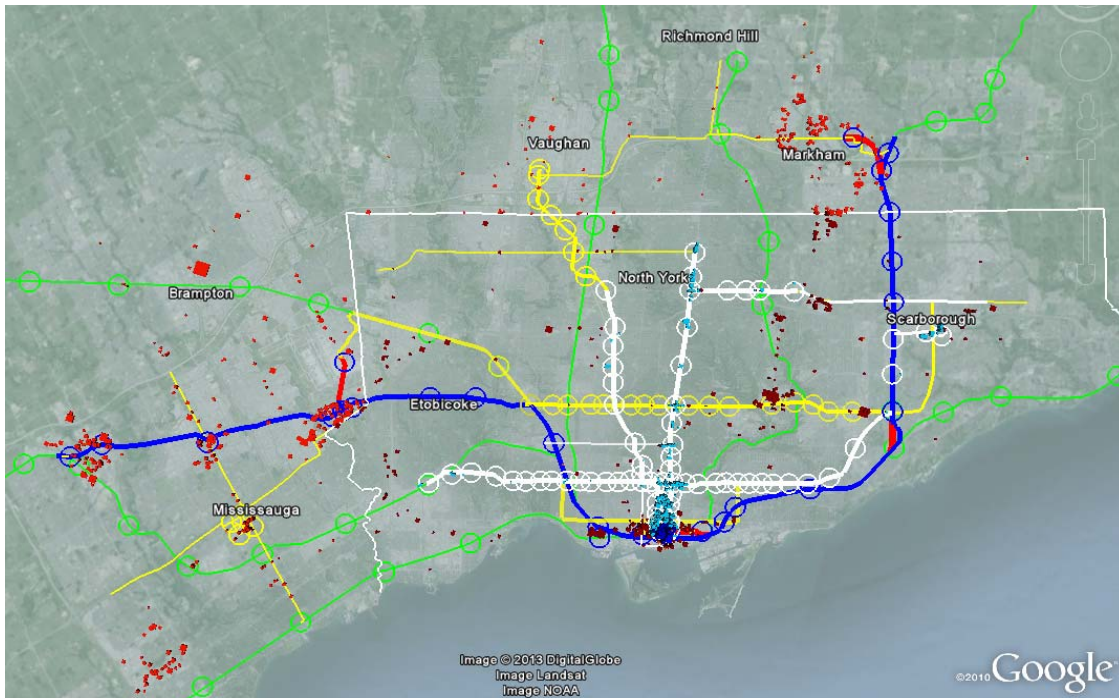 Richmond Hill
Vaughan
Markham
North York
Brampton
Scarborough
Etobicoke
Mississauga
Image © 2013 DigitalGlobe
Image Landsat
Image NOAA
©2010 Google